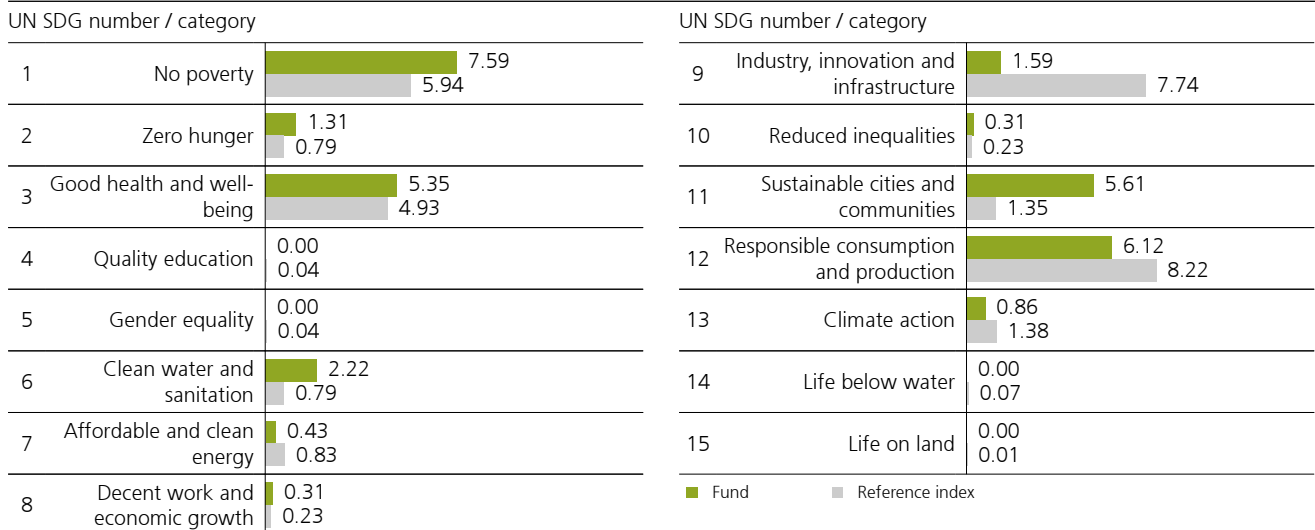 UN SDG number / category
1 No poverty 7.59
5.94
2 Zero hunger 1.31
0.79
3 Good health and well-
being 5.35
4.93
4 Quality education 0.00
0.04
5 Gender equality 0.00
0.04
6 Clean water and
sanitation 2.22
0.79
7 Affordable and clean
energy 0.43
0.83
8 Decent work and
economic growth 0.31
0.23
UN SDG number / category
9 Industry, innovation and
infrastructure 1.59
7.74
10 Reduced inequalities 0.31
0.23
11 Sustainable cities and
communities 5.61
1.35
12 Responsible consumption
and production 6.12
8.22
13 Climate action 0.86
1.38
14 Life below water 0.00
0.07
15 Life on land 0.00
0.01
Fund Reference index